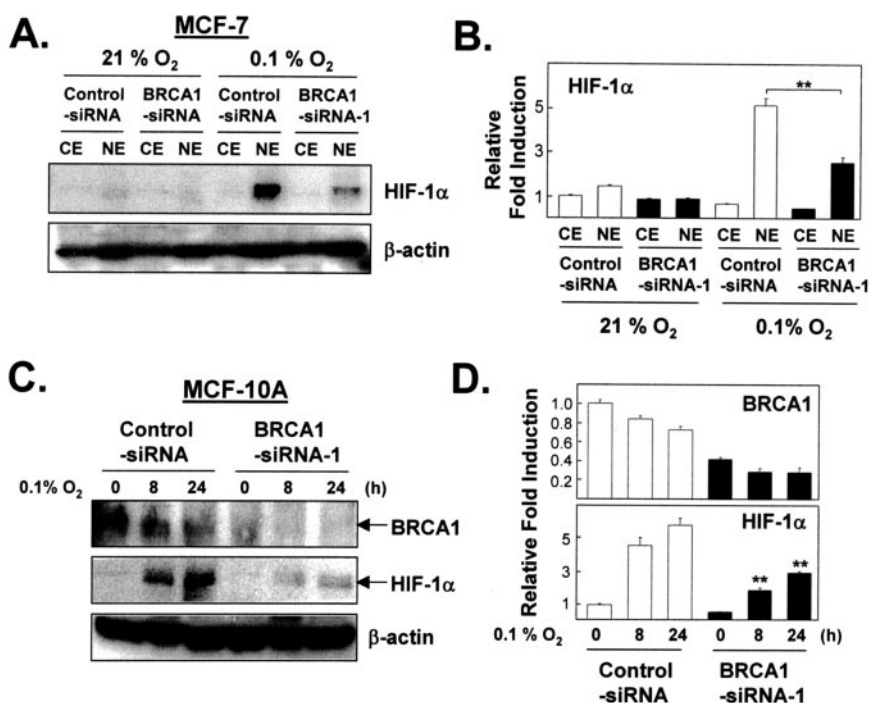 A.
MCF-7
21 % O₂ 0.1 % O₂
Control -siRNA BRCA1 -siRNA Control -siRNA BRCA1 -siRNA-1
CE NE CE NE CE NE CE NE
HIF-1α
β-actin
B.
HIF-1α
**
Relative Fold Induction
5
3
1
CE NE CE NE CE NE CE NE
Control -siRNA BRCA1 -siRNA-1 Control -siRNA BRCA1 -siRNA-1
21 % O₂ 0.1% O₂
C.
MCF-10A
Control -siRNA BRCA1 -siRNA-1
0.1% O₂ 0 8 24 0 8 24 (h)
BRCA1
HIF-1α
β-actin
D.
Relative Fold Induction
BRCA1
1.0
0.8
0.6
0.4
0.2
HIF-1α
5
3
1
** **
0.1 % O₂ 0 8 24 0 8 24 (h)
Control -siRNA BRCA1 -siRNA-1